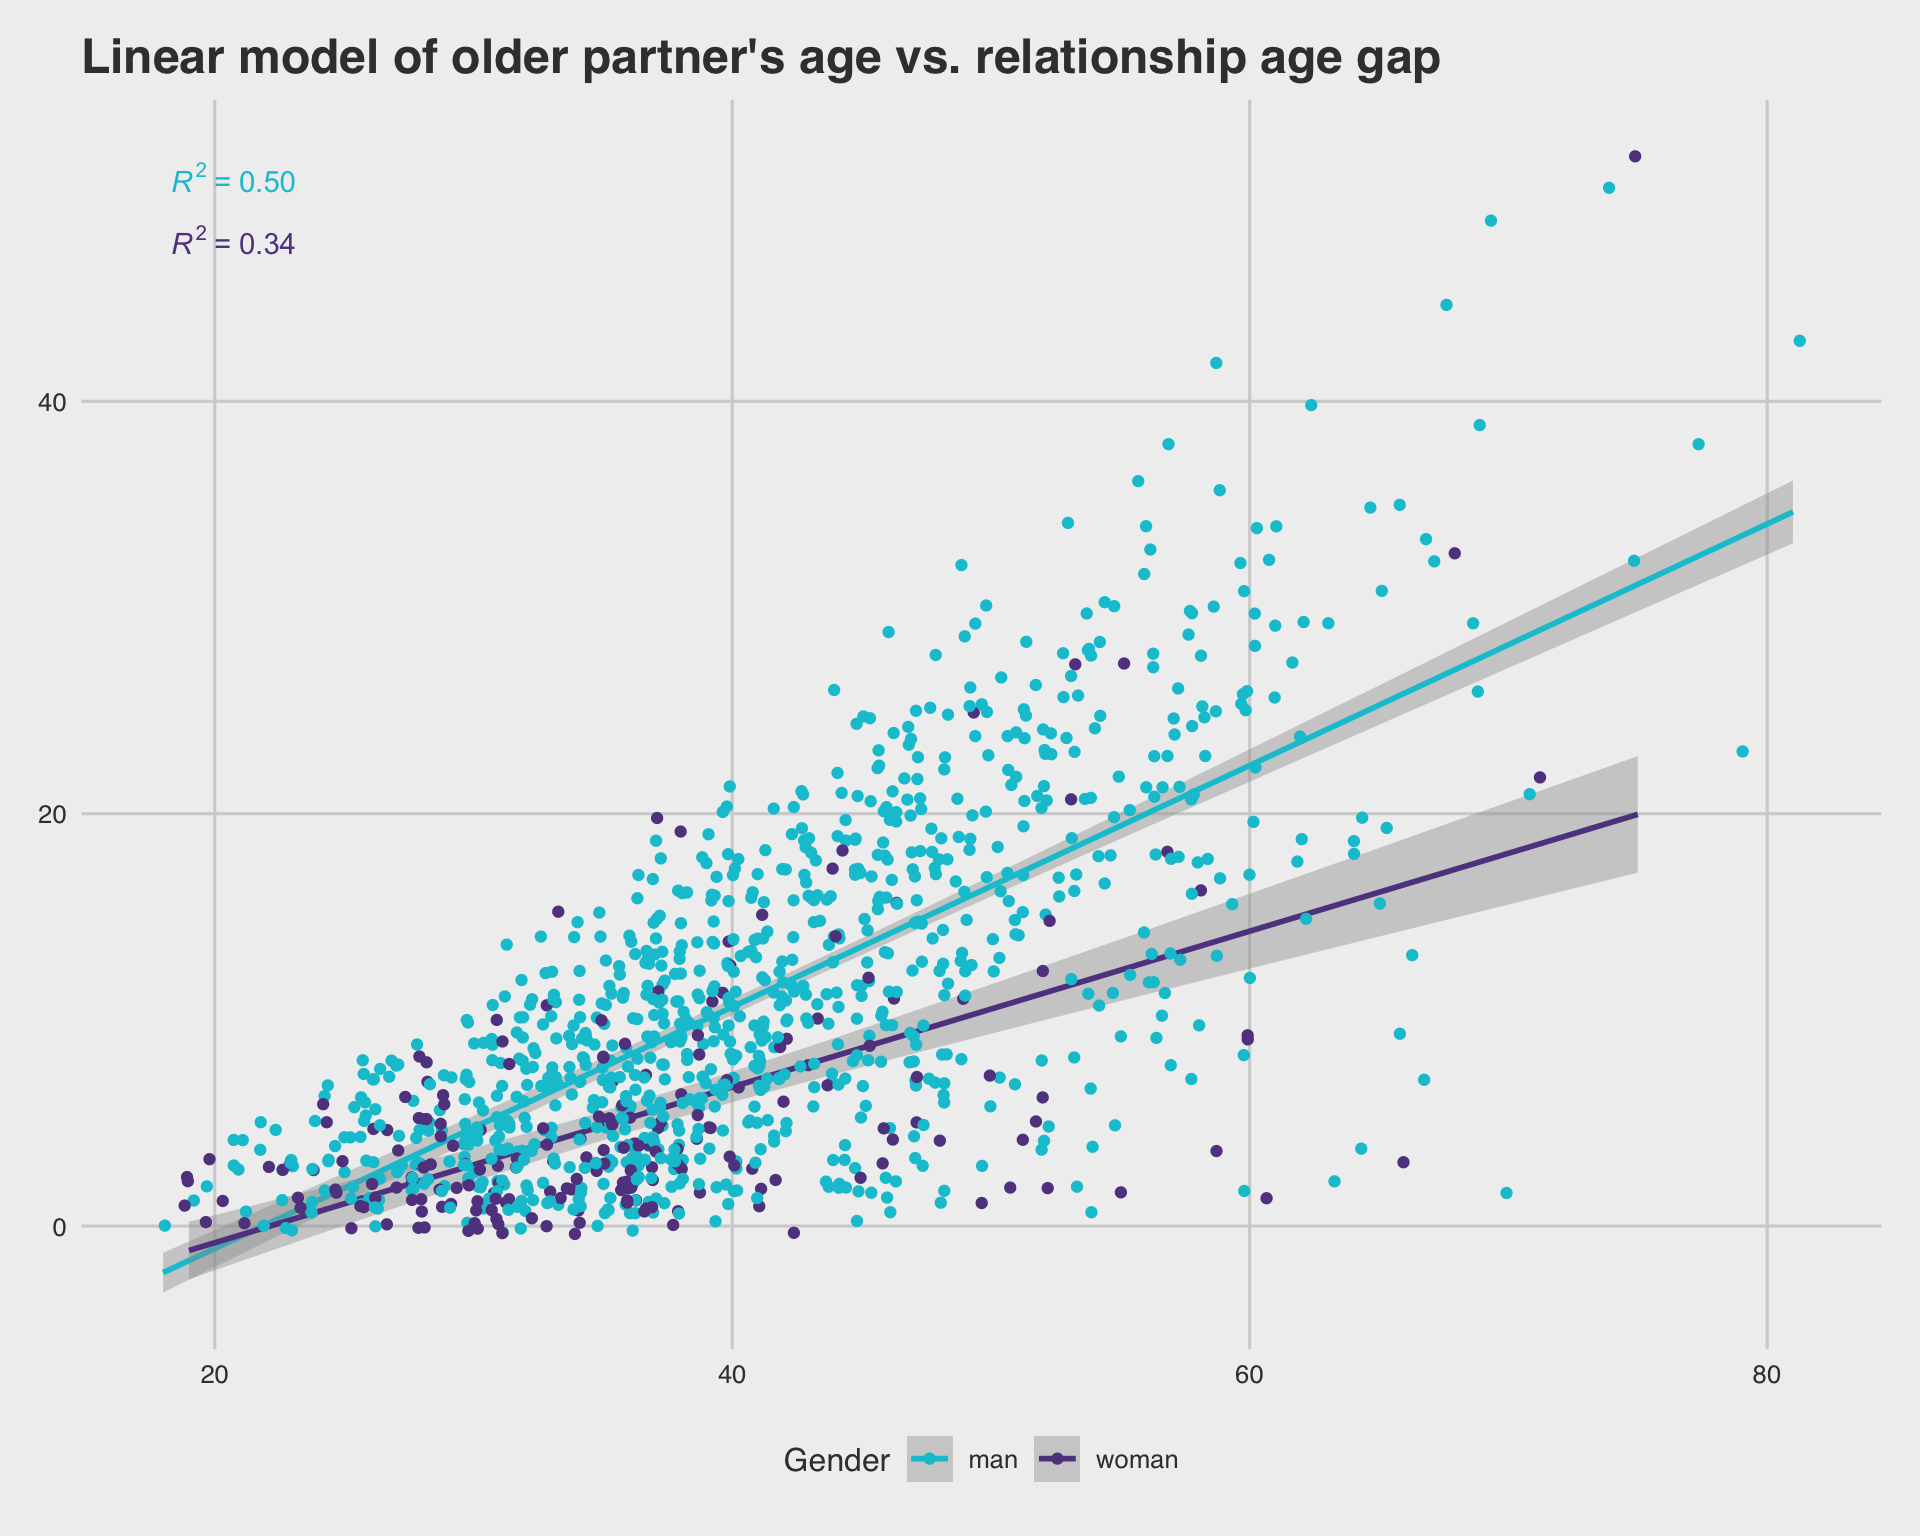 Linear model of older partner's age vs. relationship age gap
R² = 0.50
R² = 0.34
40
20
0
20 40 60 80
Gender man woman